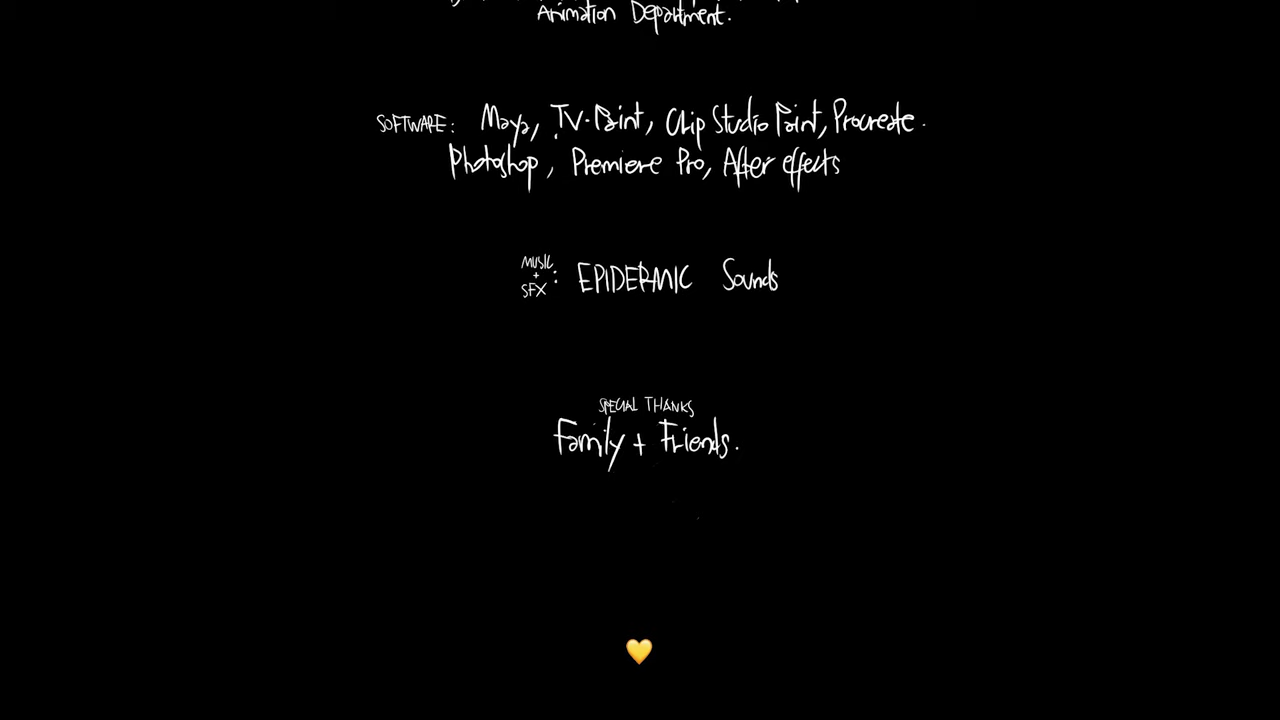 Animation Department.
SOFTWARE: Maya, TV-Paint, Clip Studio Paint, Procreate.
Photoshop, Premiere Pro, After effects
MUSIC + SFX: EPIDERMIC Sounds
SPECIAL THANKS
Family + Friends.